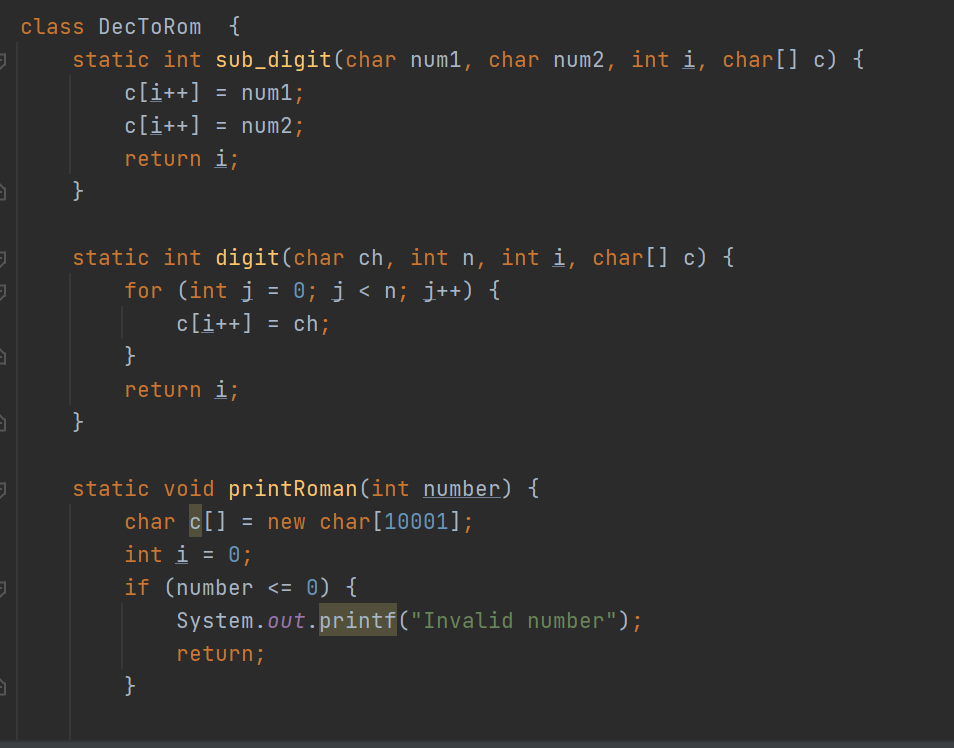 class DecToRom  {
    static int sub_digit(char num1, char num2, int i, char[] c) {
        c[i++] = num1;
        c[i++] = num2;
        return i;
    }

    static int digit(char ch, int n, int i, char[] c) {
        for (int j = 0; j < n; j++) {
            c[i++] = ch;
        }
        return i;
    }

    static void printRoman(int number) {
        char c[] = new char[10001];
        int i = 0;
        if (number <= 0) {
            System.out.printf("Invalid number");
            return;
        }